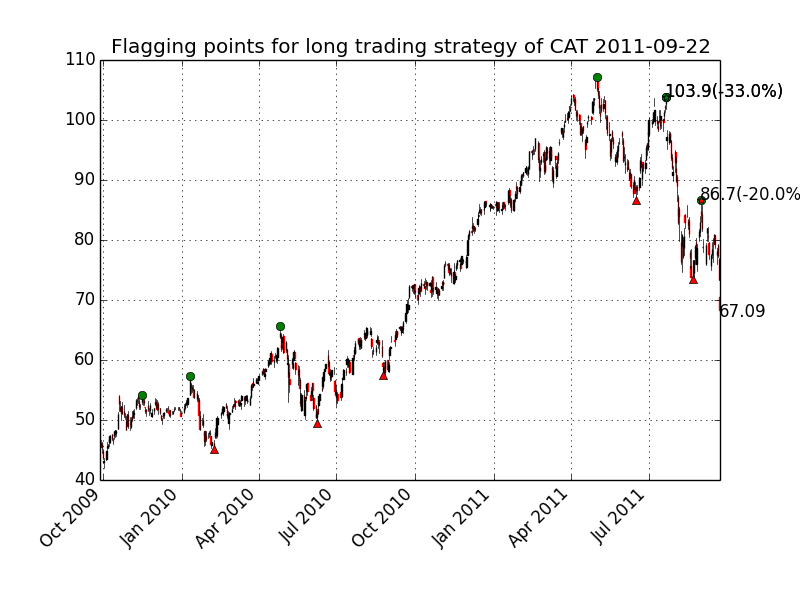 Flagging points for long trading strategy of CAT 2011-09-22
110
100
90
80
70
60
50
40
103.9(-33.0%)
86.7(-20.0%
67.09
Oct 2009
Jan 2010
Apr 2010
Jul 2010
Oct 2010
Jan 2011
Apr 2011
Jul 2011